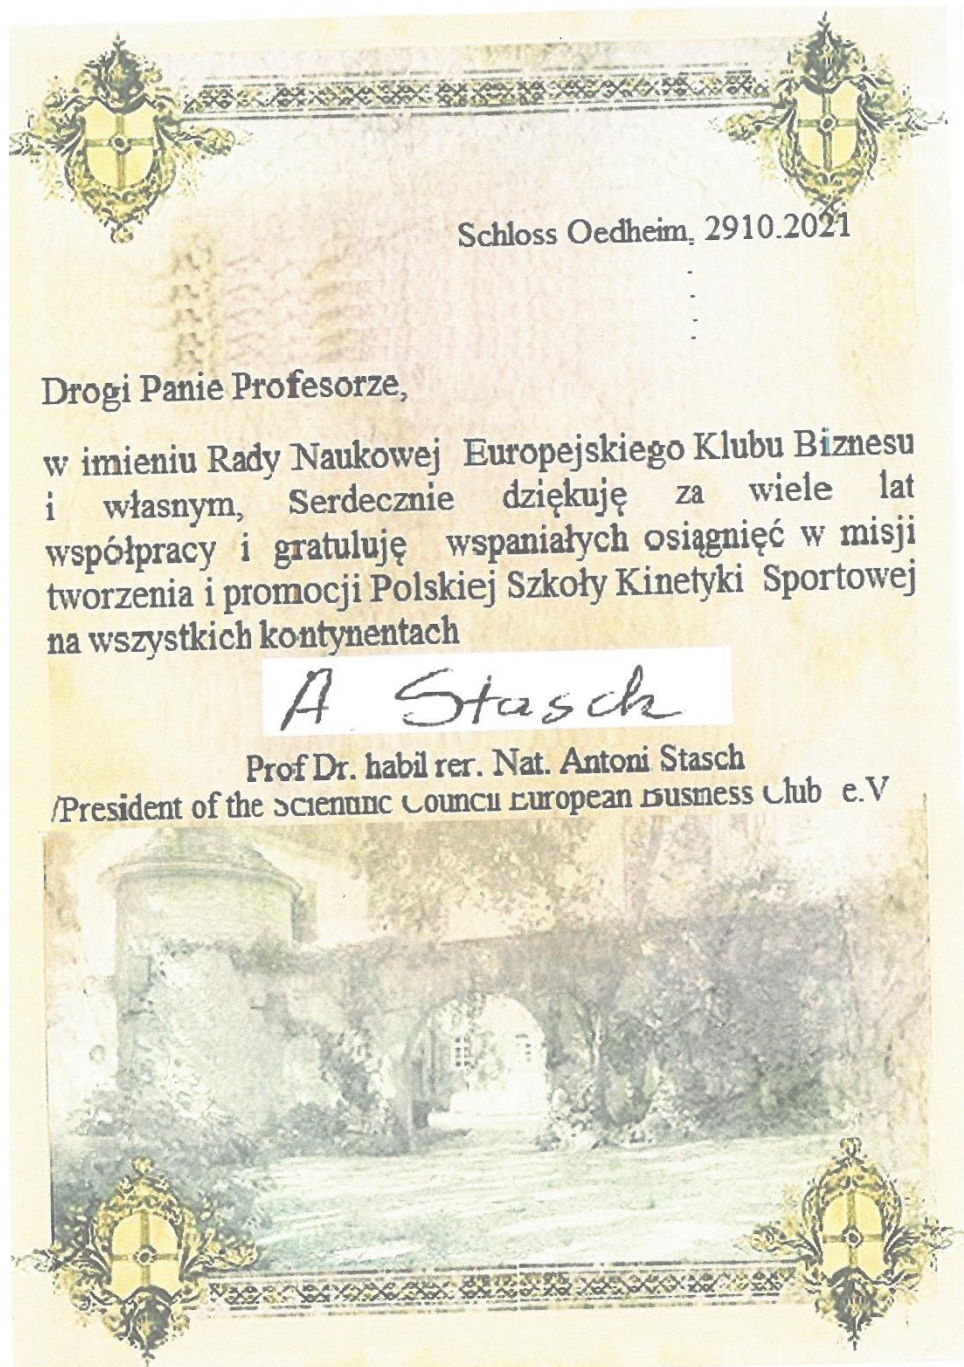 Schloss Oedheim, 2910.2021
Drogi Panie Profesorze,
w imieniu Rady Naukowej Europejskiego Klubu Biznesu
i własnym, Serdecznie dziękuję za wiele lat
współpracy i gratuluję wspaniałych osiągnięć w misji
tworzenia i promocji Polskiej Szkoły Kinetyki Sportowej
na wszystkich kontynentach
A Stasch
Prof Dr. habil rer. Nat. Antoni Stasch
/President of the Scientific Council European Business Club e.V